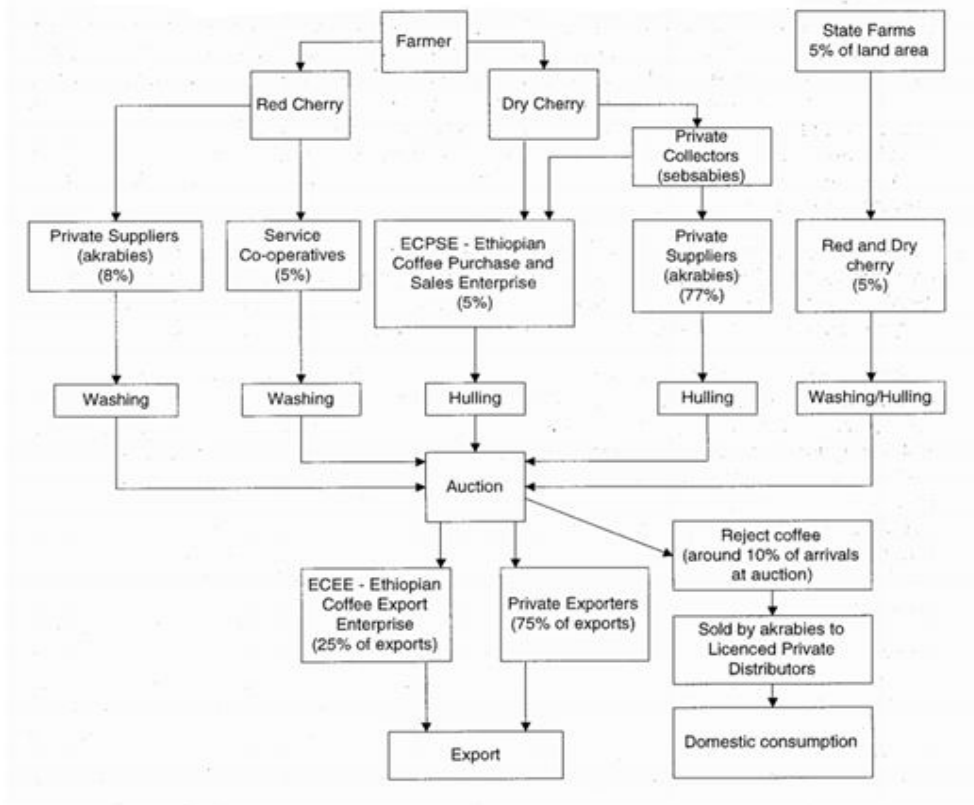 Farmer
State Farms
5% of land area
Red Cherry
Dry Cherry
Private
Collectors
(sebsabies)
Private Suppliers
(akrabies)
(8%)
Service
Co-operatives
(5%)
ECPSE - Ethiopian
Coffee Purchase and
Sales Enterprise
(5%)
Private
Suppliers
(akrabies)
(77%)
Red and Dry
cherry
(5%)
Washing
Washing
Hulling
Hulling
Washing/Hulling
Auction
Reject coffee
(around 10% of arrivals
at auction)
ECEE - Ethiopian
Coffee Export
Enterprise
(25% of exports)
Private Exporters
(75% of exports)
Sold by akrabies to
Licenced Private
Distributors
Export
Domestic consumption